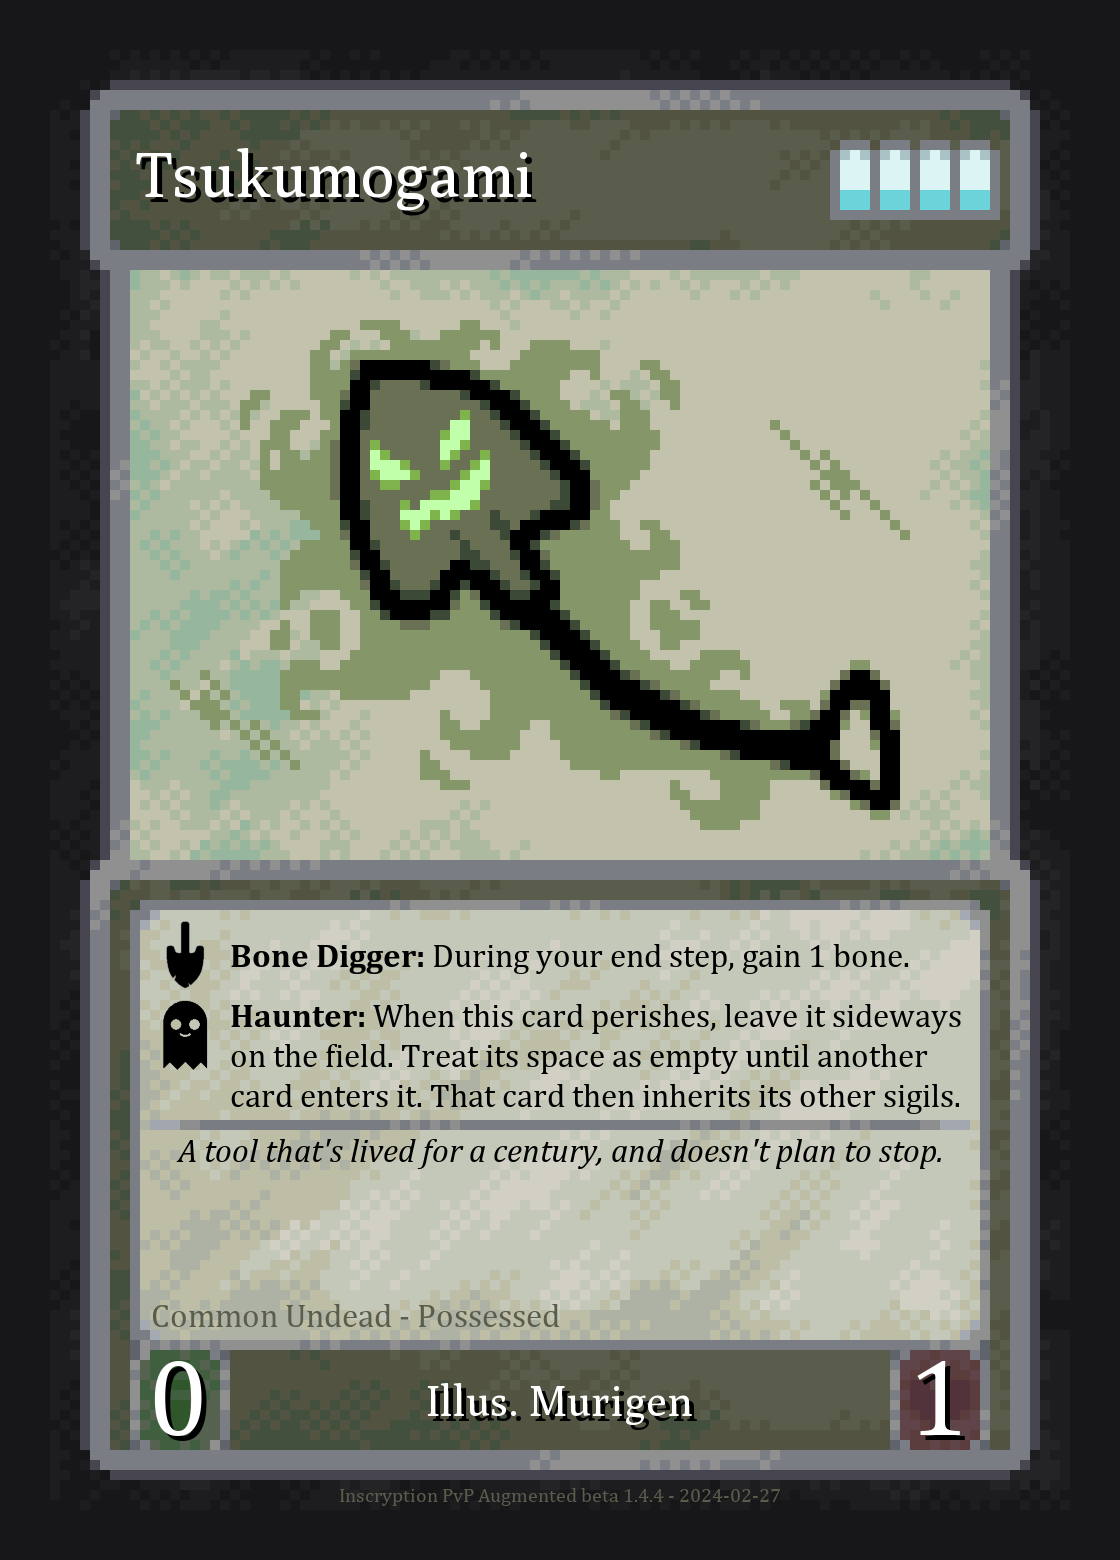 Tsukumogami
Bone Digger: During your end step, gain 1 bone.
Haunter: When this card perishes, leave it sideways
on the field. Treat its space as empty until another
card enters it. That card then inherits its other sigils.
A tool that's lived for a century, and doesn't plan to stop.
Common Undead - Possessed
0
Illus. Murigen
1
Inscryption PvP Augmented beta 1.4.4 - 2024-02-27